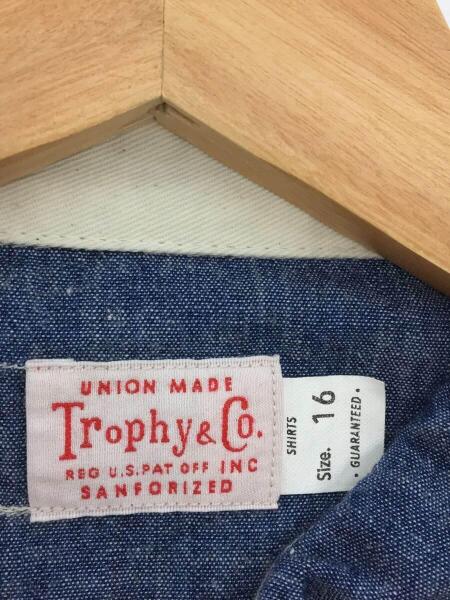 UNION MADE
Trophy & Co.
REG U.S. PAT OFF INC
SANFORIZED
SHIRTS
Size. 16
• GUARANTEED •